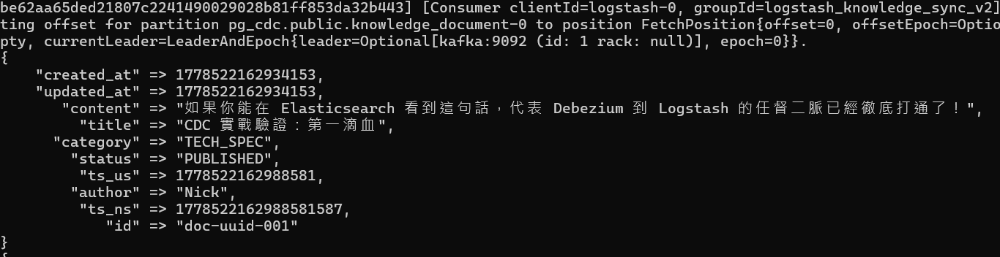 be62aa65ded21807c2241490029028b81ff853da32b443] [Consumer clientId=logstash-0, groupId=logstash_knowledge_sync_v2]
ting offset for partition pg_cdc.public.knowledge_document-0 to position FetchPosition{offset=0, offsetEpoch=Optio
pty, currentLeader=LeaderAndEpoch{leader=Optional[kafka:9092 (id: 1 rack: null)], epoch=0}}.
{
    "created_at" => 1778522162934153,
    "updated_at" => 1778522162934153,
       "content" => "如果你能在 Elasticsearch 看到這句話，代表 Debezium 到 Logstash 的任督二脈已經徹底打通了！",
         "title" => "CDC 實戰驗證：第一滴血",
      "category" => "TECH_SPEC",
        "status" => "PUBLISHED",
         "ts_us" => 1778522162988581,
        "author" => "Nick",
         "ts_ns" => 1778522162988581587,
            "id" => "doc-uuid-001"
}
{